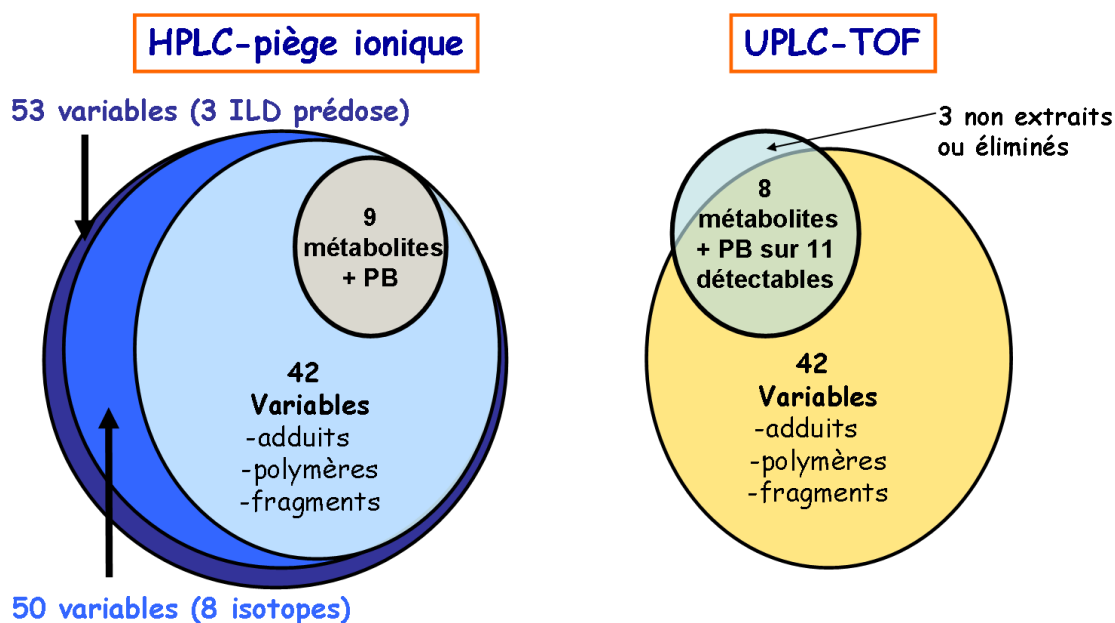 HPLC-piège ionique
53 variables (3 ILD prédose)
9
métabolites
+ PB
42
Variables
-adduits
-polymères
-fragments
50 variables (8 isotopes)
UPLC-TOF
3 non extraits
ou éliminés
8
métabolites
+ PB sur 11
détectables
42
Variables
-adduits
-polymères
-fragments